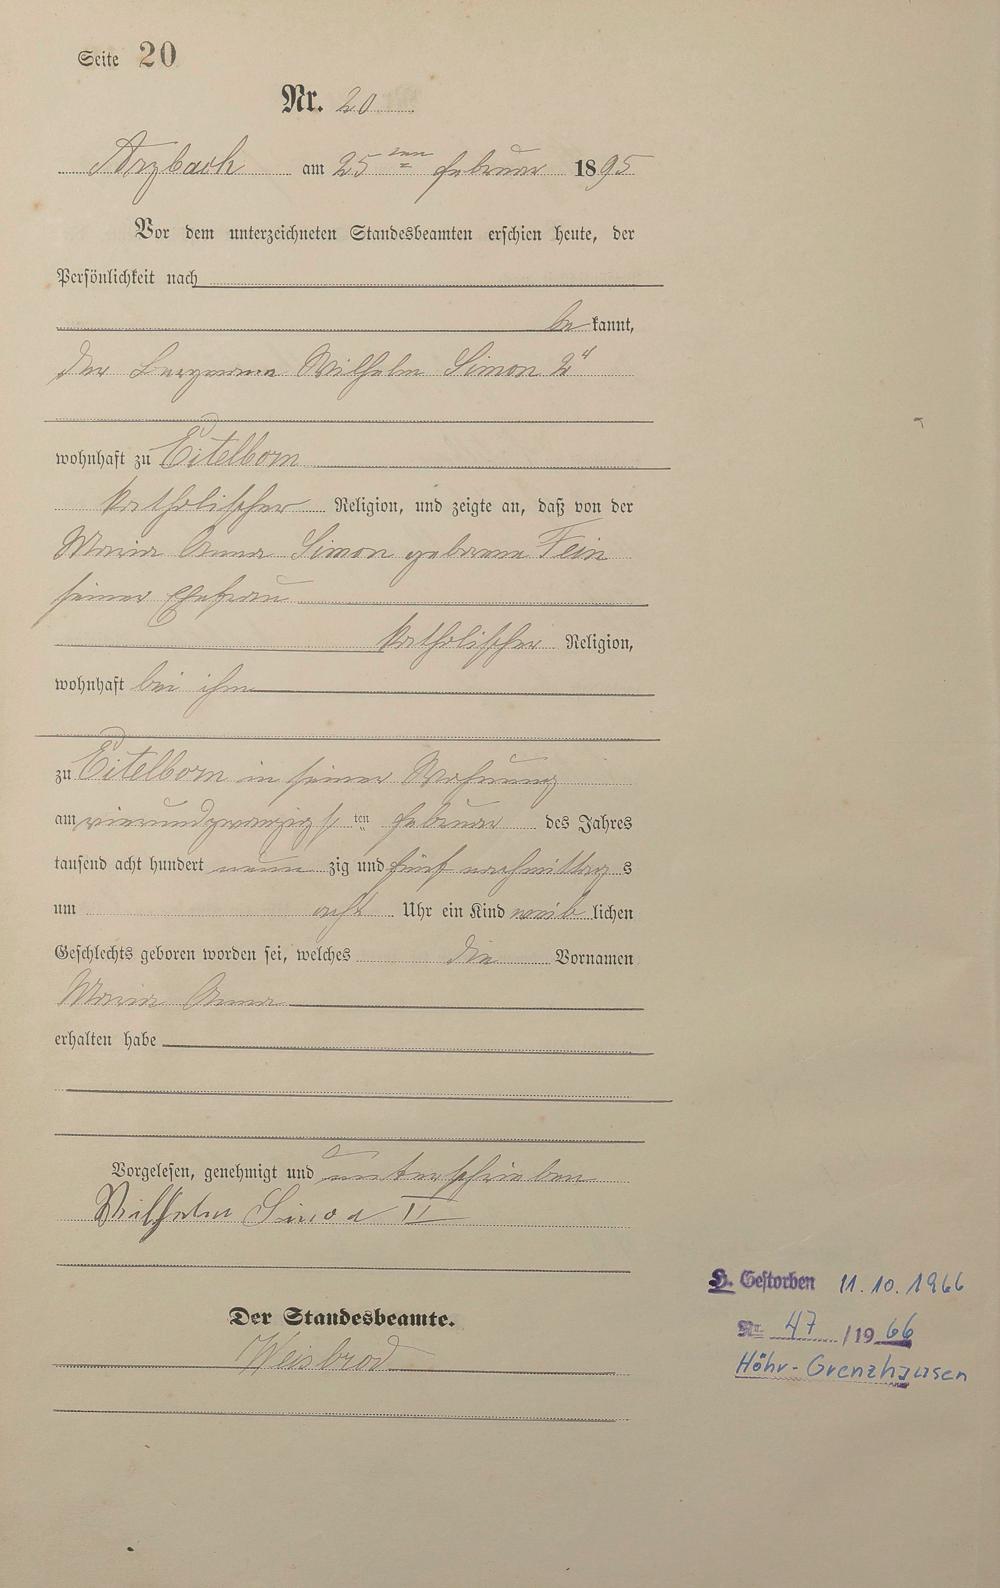 Seite 20
Nr. 20
Arzbach am 25ten Februar 1895
Vor dem unterzeichneten Standesbeamten erschien heute, der
Persönlichkeit nach
bekannt,
der Bergmann Wilhelm Simon 2r
wohnhaft zu Eitelborn
katholischer Religion, und zeigte an, daß von der
Maria Anna Simon geborene Fein
seiner Ehefrau
katholischer Religion,
wohnhaft bei ihm
zu Eitelborn in seiner Wohnung
am vierundzwanzigsten Februar des Jahres
tausend acht hundert neunzig und fünf nachmittags
um acht Uhr ein Kind weiblichen
Geschlechts geboren worden sei, welches die Vornamen
Maria Anna
erhalten habe
Vorgelesen, genehmigt und unterschrieben
Wilhelm Simon II
Der Standesbeamte.
Weisbrod
H. Gestorben 11.10.1966
Nr. 47 /1966
Höhr-Grenzhausen